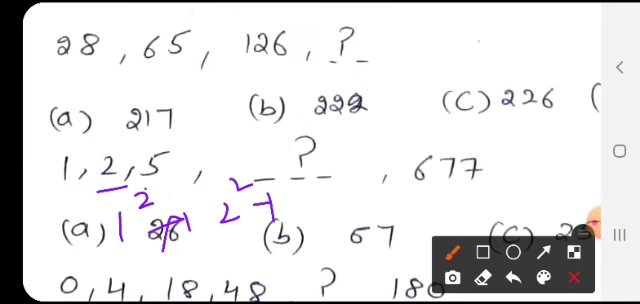 28, 65, 126, ?
(a) 217 (b) 222 (c) 226 (
1, 2, 5, ? , 677
(a) 26 (b) 67 (c)
0, 4, 18, 48 ? 180